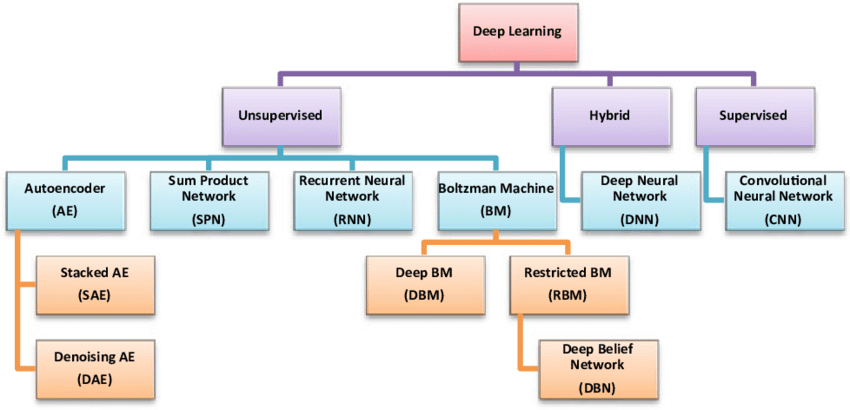 Deep Learning
Unsupervised
Hybrid
Supervised
Autoencoder
(AE)
Sum Product
Network
(SPN)
Recurrent Neural
Network
(RNN)
Boltzman Machine
(BM)
Deep Neural
Network
(DNN)
Convolutional
Neural Network
(CNN)
Stacked AE
(SAE)
Deep BM
(DBM)
Restricted BM
(RBM)
Denoising AE
(DAE)
Deep Belief
Network
(DBN)